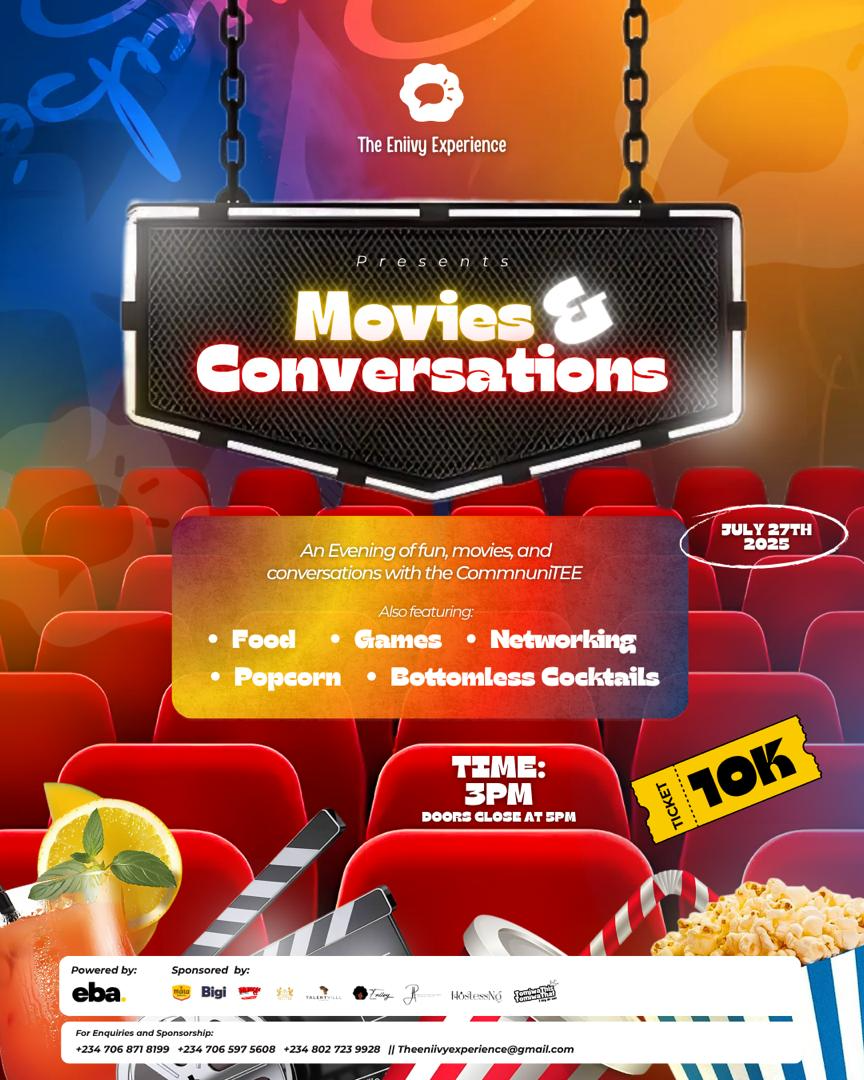 The Eniivy Experience
Presents
Movies &
Conversations
An Evening of fun, movies, and
conversations with the CommnuniTEE
Also featuring:
• Food • Games • Networking
• Popcorn • Bottomless Cocktails
JULY 27TH
2025
TIME:
3PM
DOORS CLOSE AT 5PM
TICKET 10K
Powered by: Sponsored by:
eba. Bigi TALENTVILLE Eniivy HostessNG
For Enquiries and Sponsorship:
+234 706 871 8199 +234 706 597 5608 +234 802 723 9928 || Theeniivyexperience@gmail.com